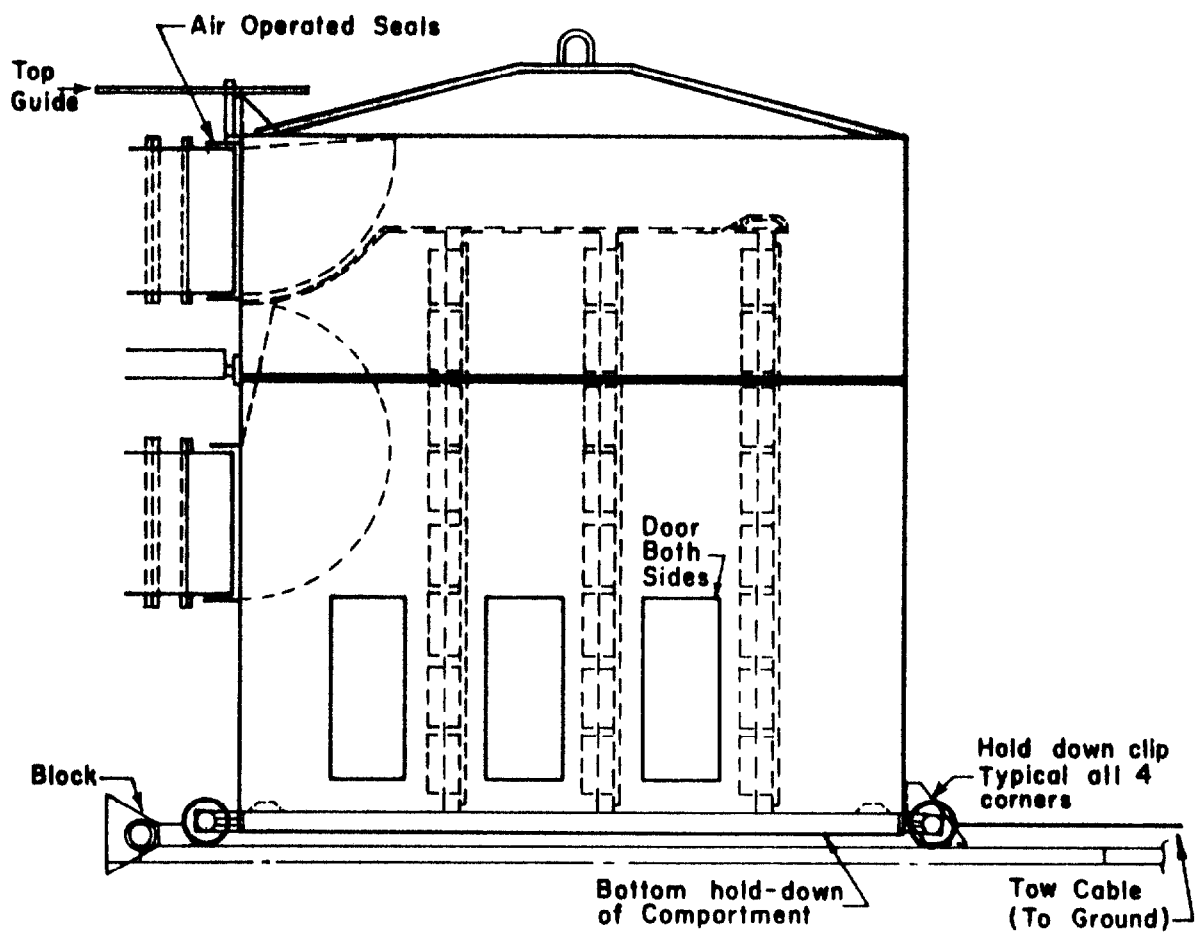 Air Operated Seals
Top
Guide
Door
Both
Sides
Block
Hold down clip
Typical all 4
corners
Bottom hold-down
of Compartment
Tow Cable
(To Ground)